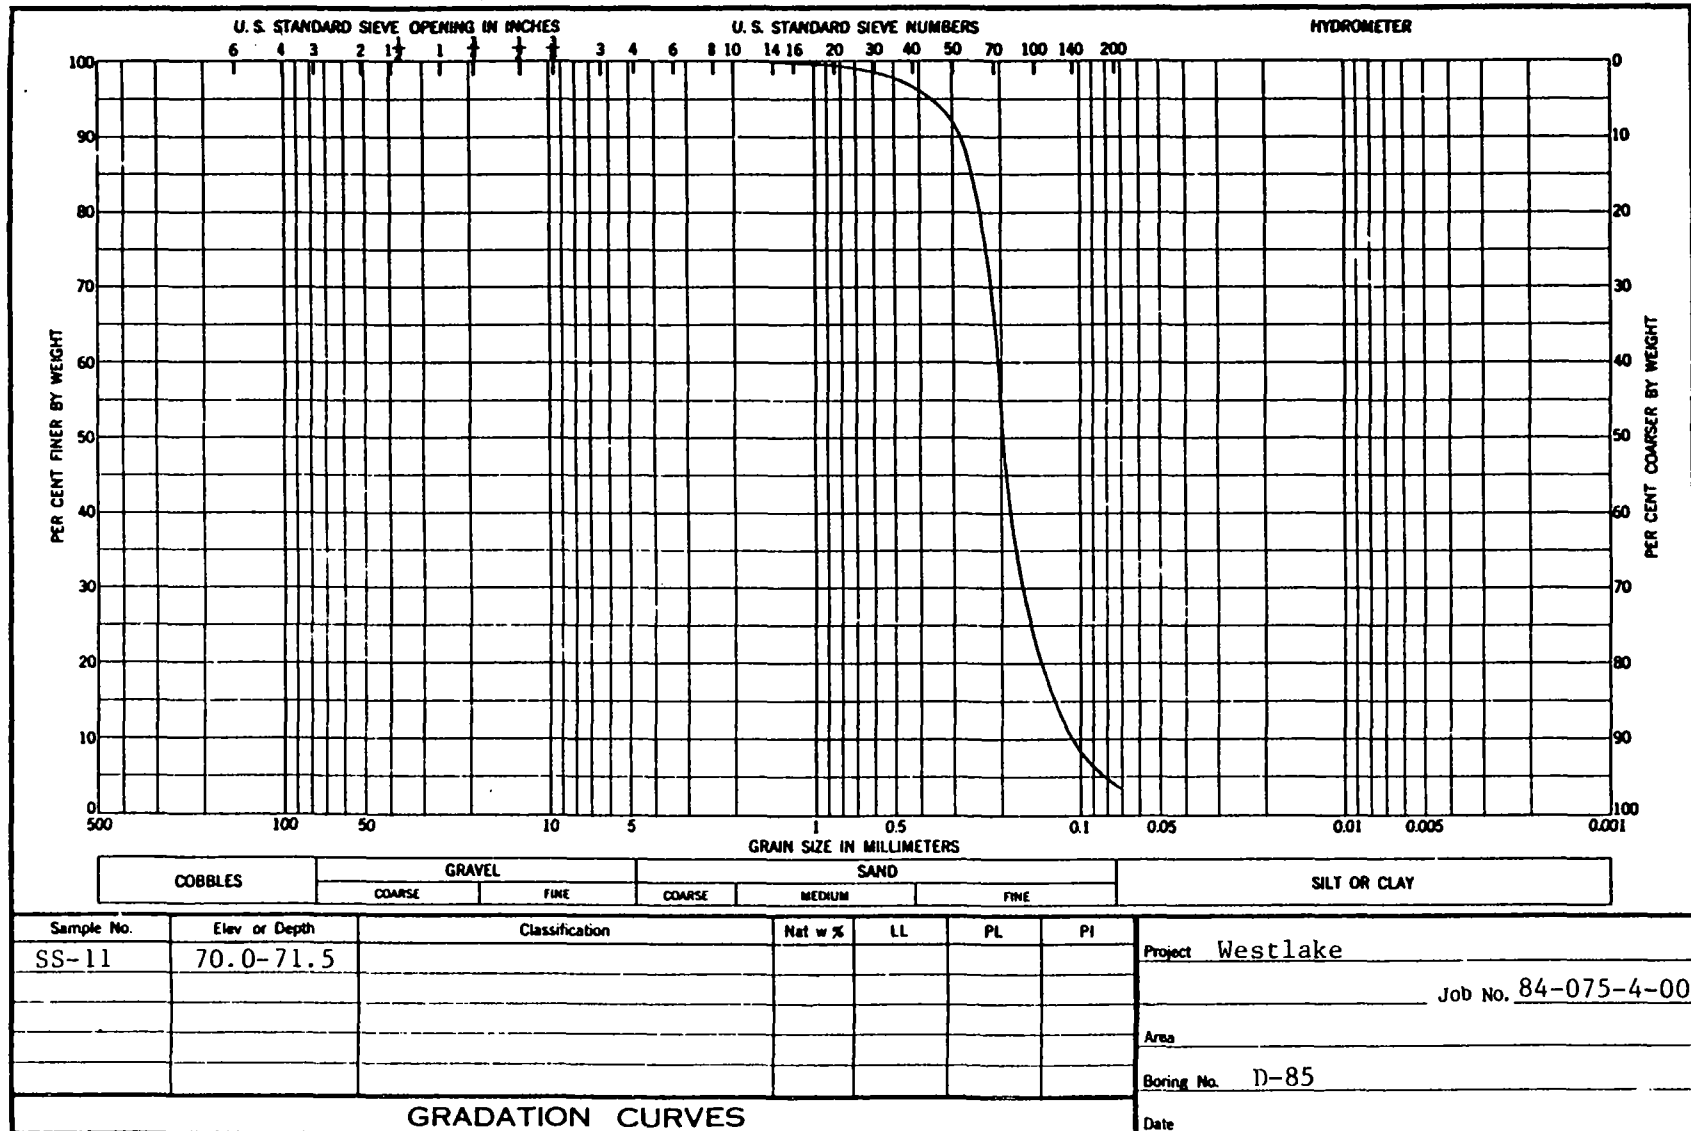 U. S. STANDARD SIEVE OPENING IN INCHES U. S. STANDARD SIEVE NUMBERS HYDROMETER
6 4 3 2 1½ 1 ¾ ½ ⅜ 3 4 6 8 10 14 16 20 30 40 50 70 100 140 200
100 0
90 10
80 20
70 30
60 40
50 50
40 60
30 70
20 80
10 90
0 100
PER CENT FINER BY WEIGHT
PER CENT COARSER BY WEIGHT
500 100 50 10 5 1 0.5 0.1 0.05 0.01 0.005 0.001
GRAIN SIZE IN MILLIMETERS
COBBLES GRAVEL SAND SILT OR CLAY
COARSE FINE COARSE MEDIUM FINE
Sample No. Elev or Depth Classification Nat w % LL PL PI
SS-11 70.0-71.5
Project Westlake
Job No. 84-075-4-00
Area
Boring No. D-85
Date
GRADATION CURVES